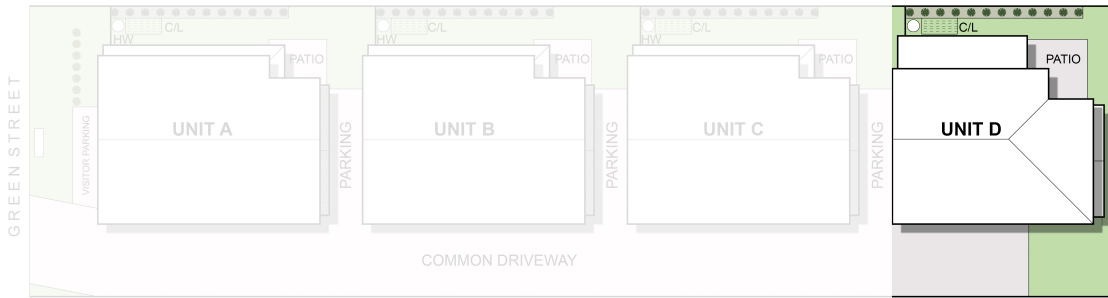 GREEN STREET
VISITOR PARKING
HW
C/L
PATIO
UNIT A
PARKING
HW
C/L
PATIO
UNIT B
PARKING
HW
C/L
PATIO
UNIT C
PARKING
C/L
PATIO
UNIT D
COMMON DRIVEWAY